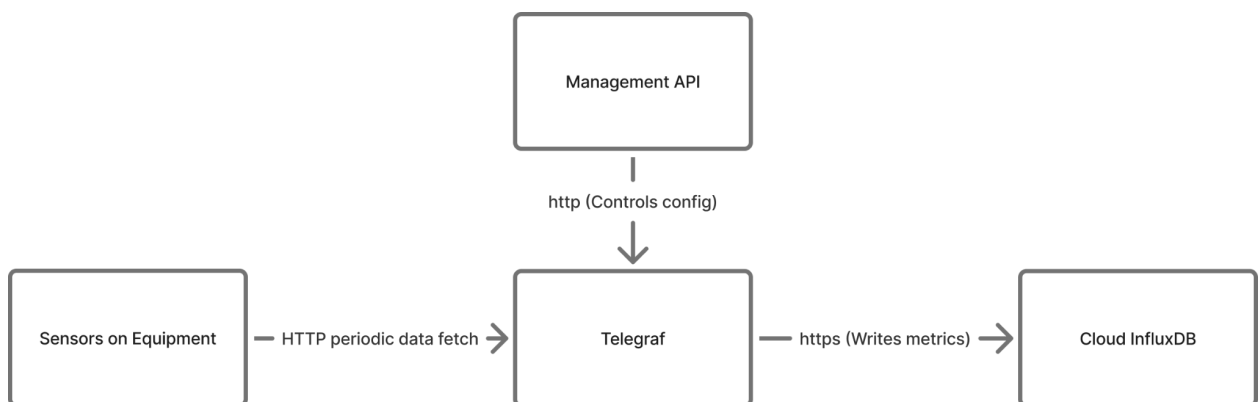 Management API
http (Controls config)
Sensors on Equipment
HTTP periodic data fetch
Telegraf
https (Writes metrics)
Cloud InfluxDB